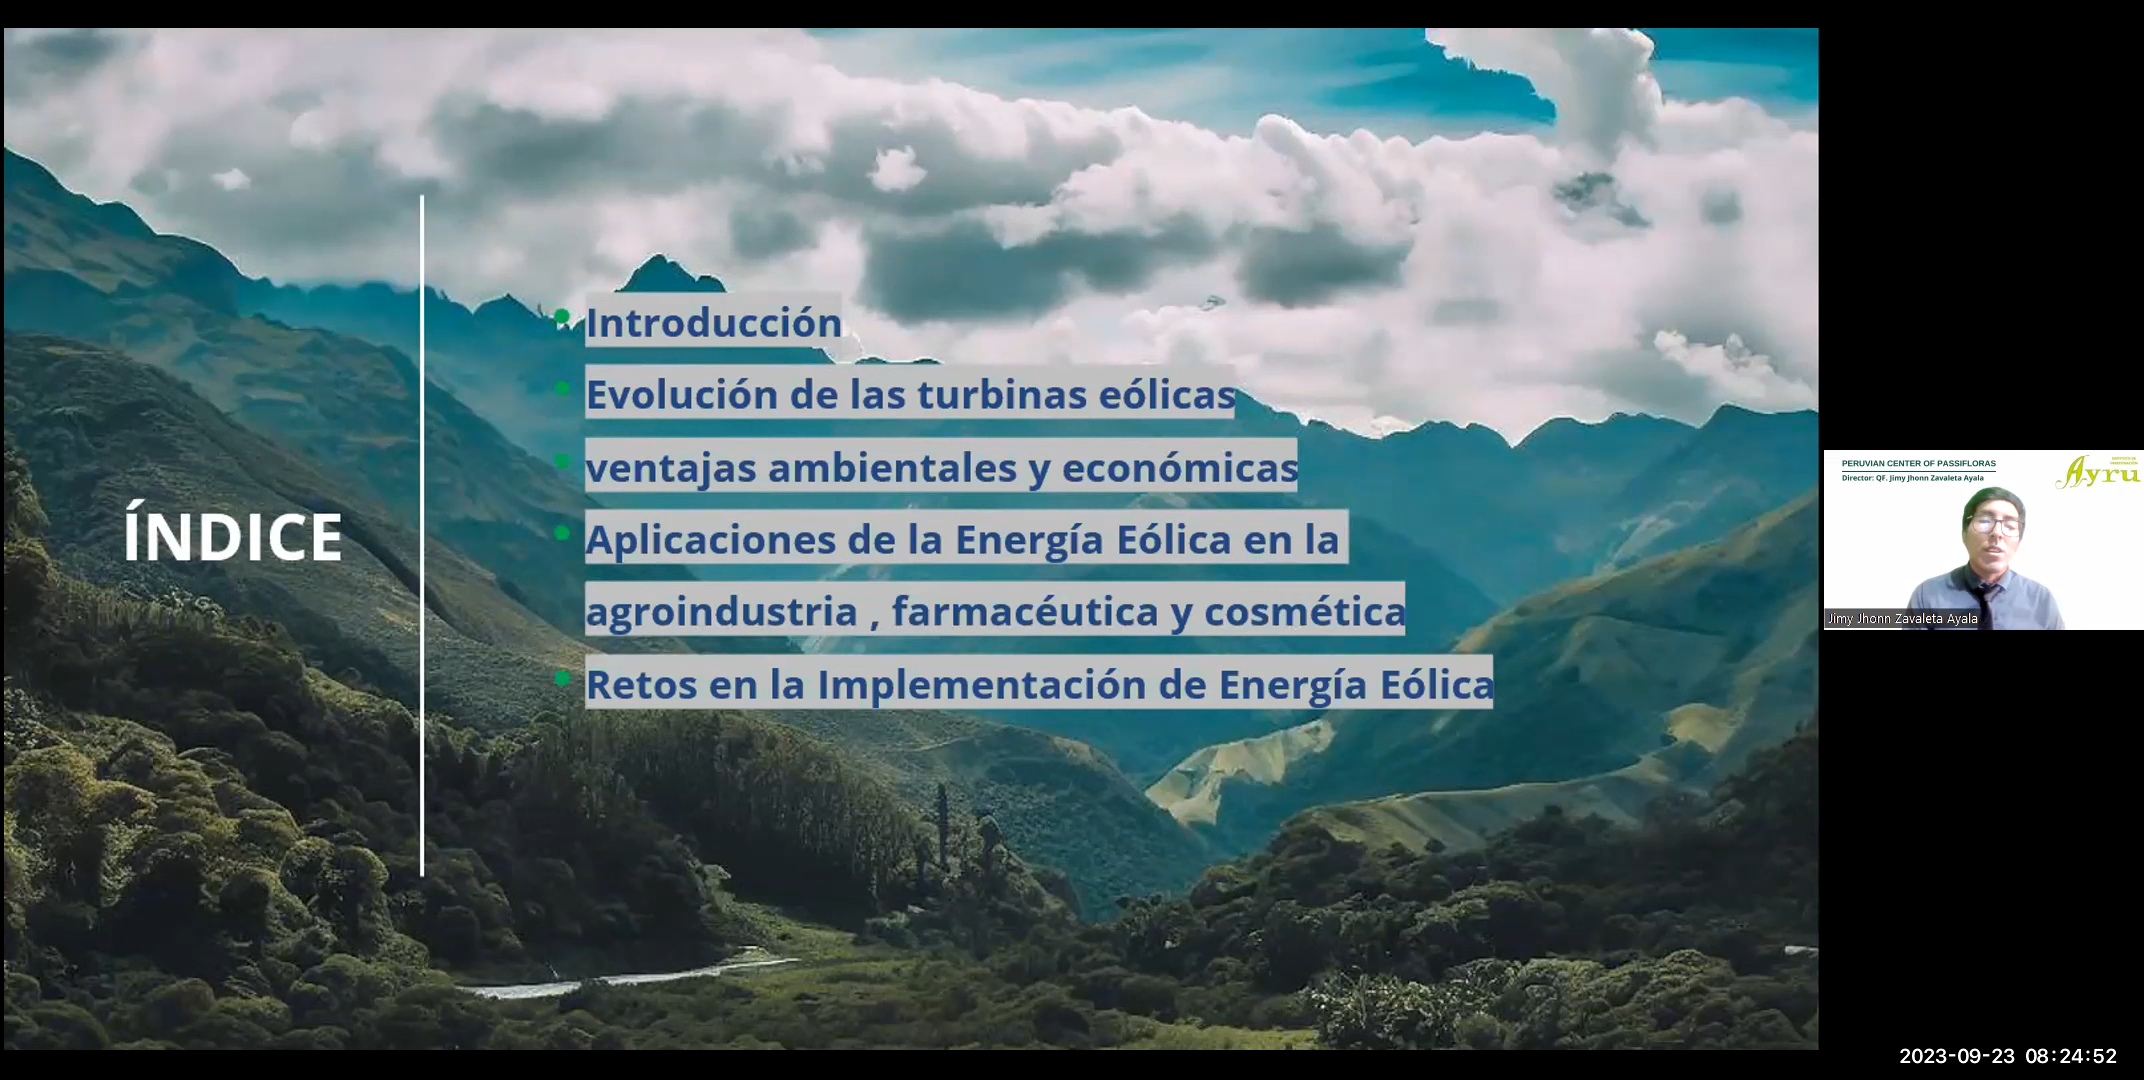 ÍNDICE
Introducción
Evolución de las turbinas eólicas
ventajas ambientales y económicas
Aplicaciones de la Energía Eólica en la
agroindustria , farmacéutica y cosmética
Retos en la Implementación de Energía Eólica
PERUVIAN CENTER OF PASSIFLORAS
Director: QF. Jimy Jhonn Zavaleta Ayala
Ayru
Jimy Jhonn Zavaleta Ayala
2023-09-23 08:24:52